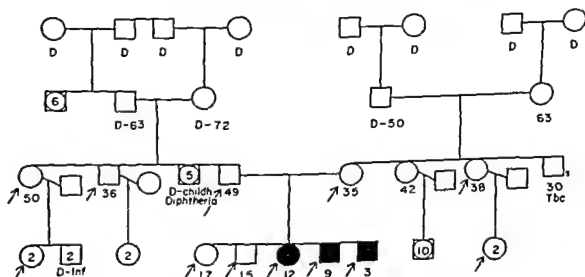 D D D D D D D D
6
D-63 D-72 D-50 63
5
50 36 D-childh 49 35 42 38 30
Diphtheria Tbc
2 2 2 10 2
D-Inf 17 15 12 9 3